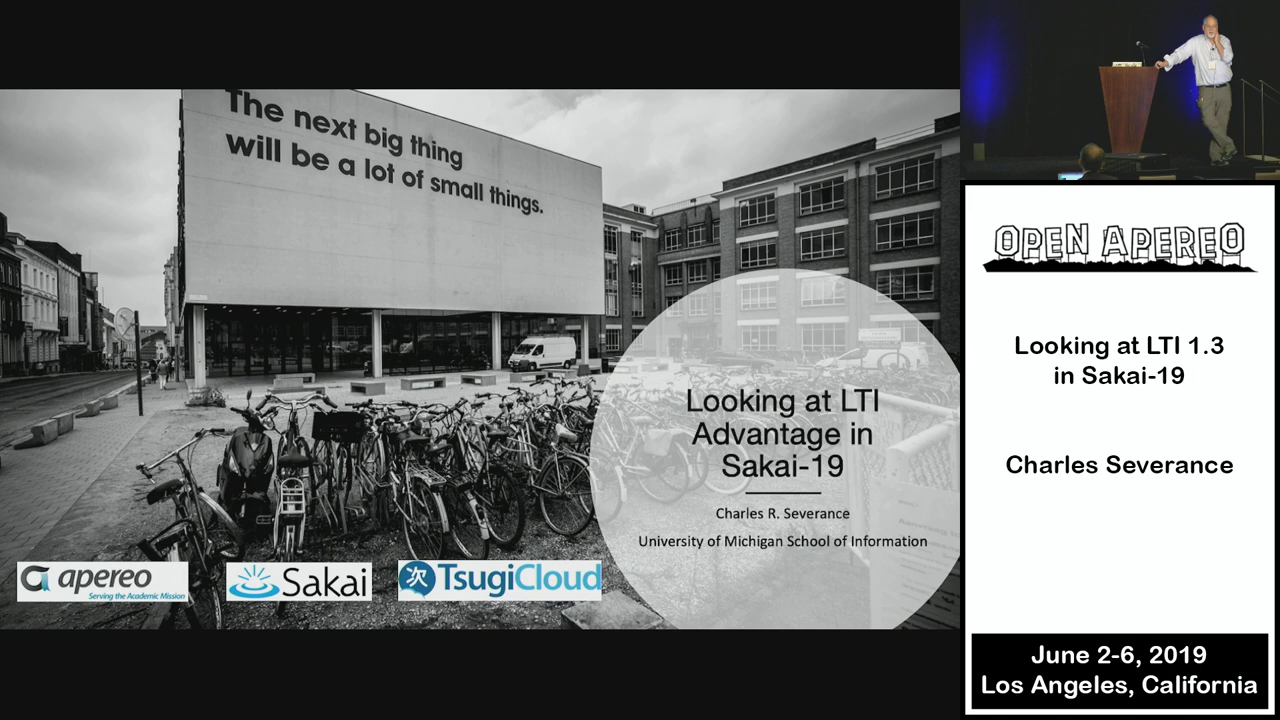 The next big thing
will be a lot of small things.
Looking at LTI
Advantage in
Sakai-19
Charles R. Severance
University of Michigan School of Information
apereo
Serving the Academic Mission
Sakai
次 TsugiCloud
OPEN APEREO
Looking at LTI 1.3
in Sakai-19
Charles Severance
June 2-6, 2019
Los Angeles, California